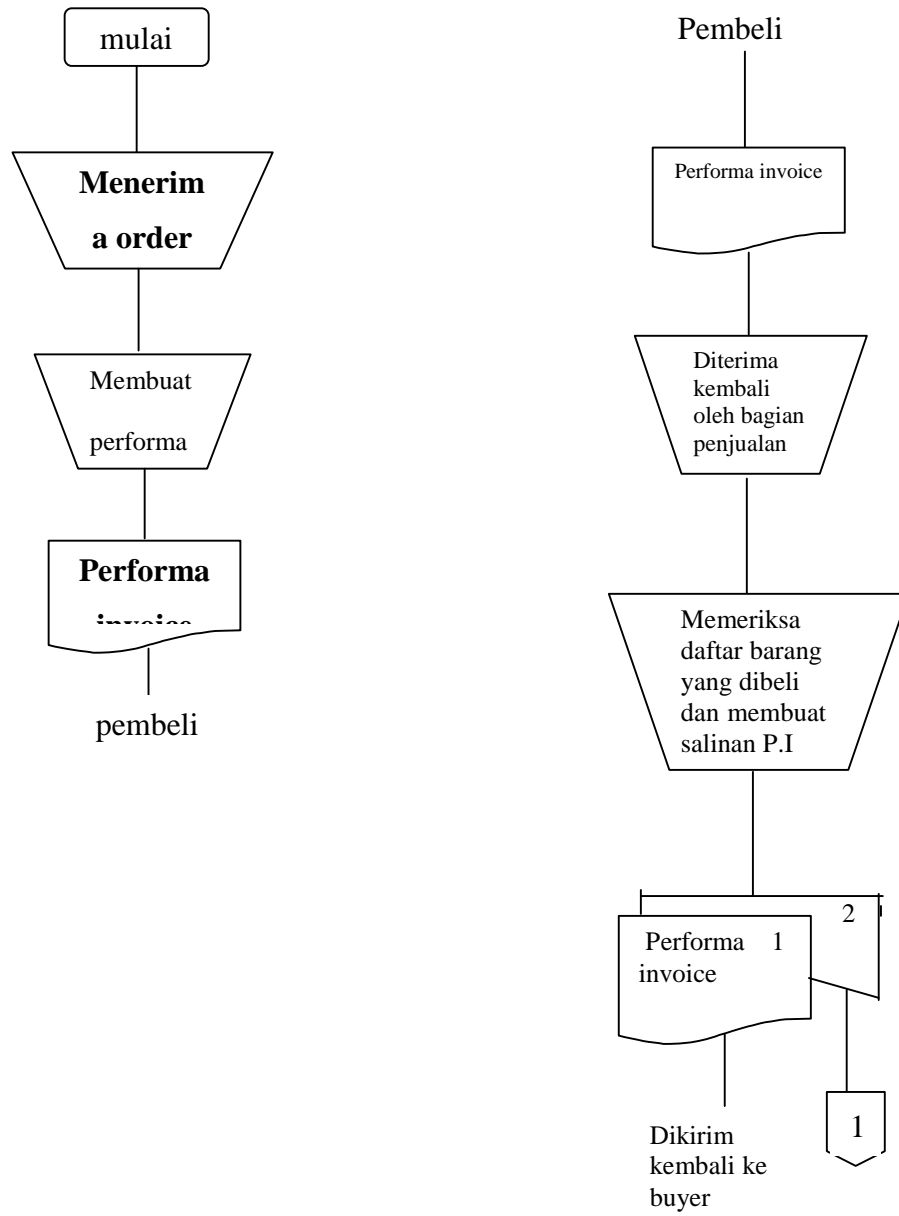 mulai
Menerim
a order
Membuat
performa
Performa
invoice
pembeli
Pembeli
Performa invoice
Diterima
kembali
oleh bagian
penjualan
Memeriksa
daftar barang
yang dibeli
dan membuat
salinan P.I
2
Performa 1
invoice
1
Dikirim
kembali ke
buyer